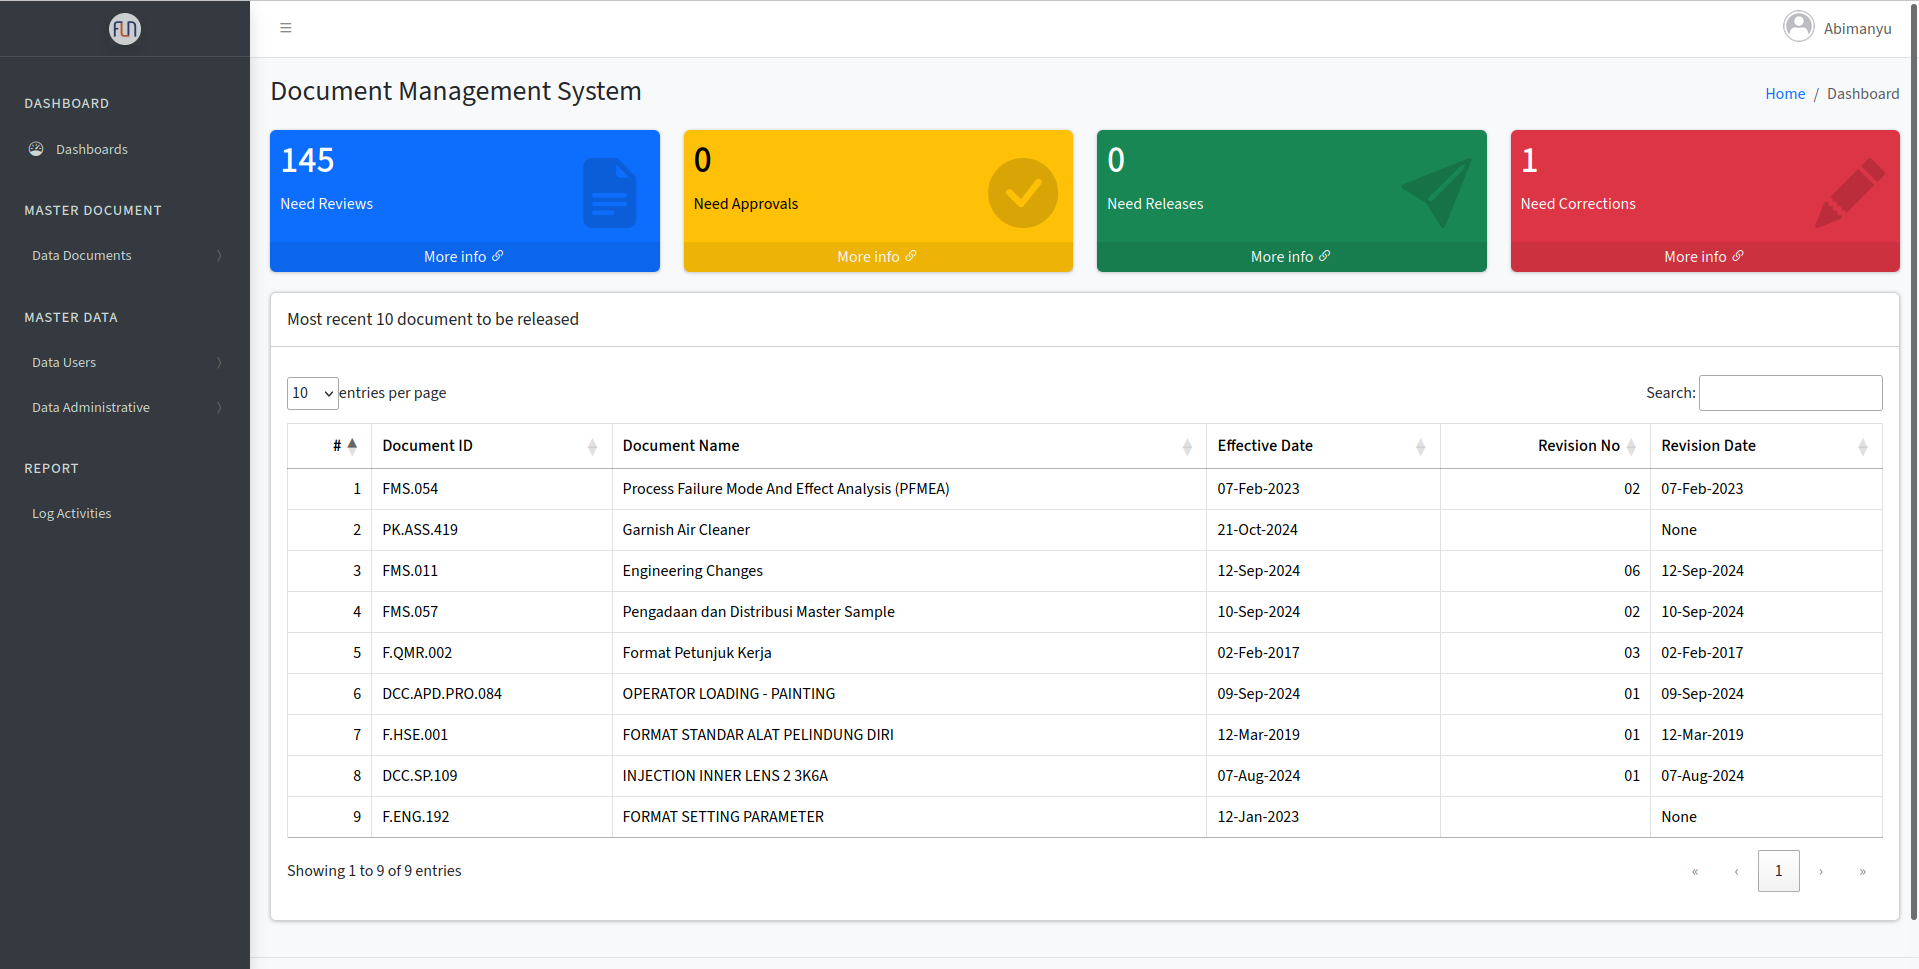 FUN
Abimanyu
DASHBOARD
Dashboards
MASTER DOCUMENT
Data Documents
MASTER DATA
Data Users
Data Administrative
REPORT
Log Activities
Document Management System
Home / Dashboard
145
Need Reviews
More info
0
Need Approvals
More info
0
Need Releases
More info
1
Need Corrections
More info
Most recent 10 document to be released
10 entries per page
Search:
# Document ID Document Name Effective Date Revision No Revision Date
1 FMS.054 Process Failure Mode And Effect Analysis (PFMEA) 07-Feb-2023 02 07-Feb-2023
2 PK.ASS.419 Garnish Air Cleaner 21-Oct-2024 None
3 FMS.011 Engineering Changes 12-Sep-2024 06 12-Sep-2024
4 FMS.057 Pengadaan dan Distribusi Master Sample 10-Sep-2024 02 10-Sep-2024
5 F.QMR.002 Format Petunjuk Kerja 02-Feb-2017 03 02-Feb-2017
6 DCC.APD.PRO.084 OPERATOR LOADING - PAINTING 09-Sep-2024 01 09-Sep-2024
7 F.HSE.001 FORMAT STANDAR ALAT PELINDUNG DIRI 12-Mar-2019 01 12-Mar-2019
8 DCC.SP.109 INJECTION INNER LENS 2 3K6A 07-Aug-2024 01 07-Aug-2024
9 F.ENG.192 FORMAT SETTING PARAMETER 12-Jan-2023 None
Showing 1 to 9 of 9 entries
« ‹ 1 › »